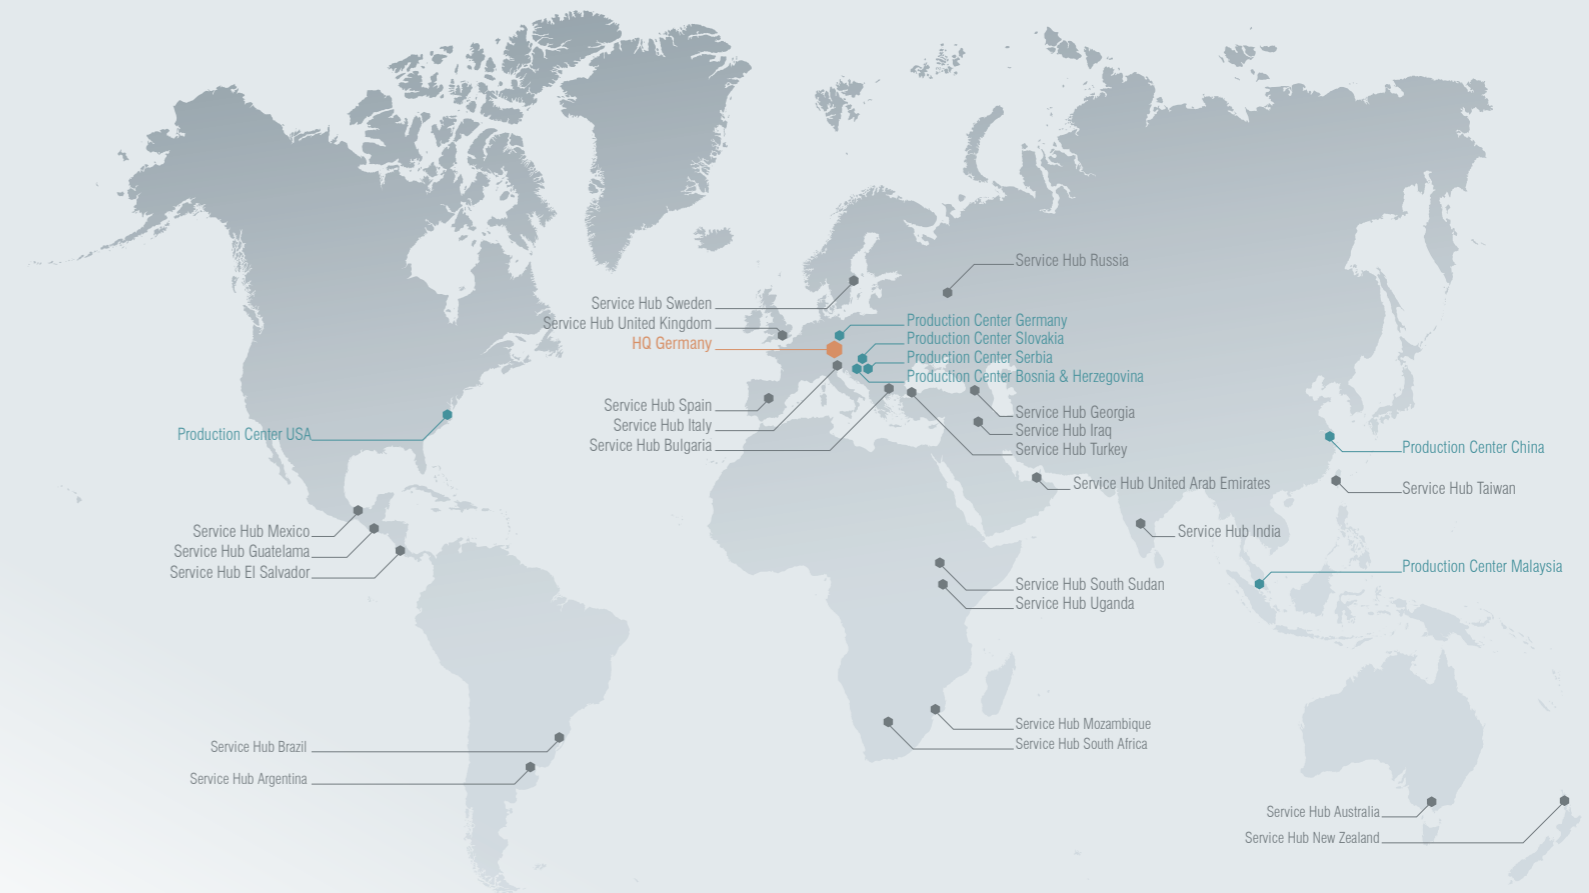 Service Hub Russia
Service Hub Sweden
Service Hub United Kingdom
HQ Germany
Production Center Germany
Production Center Slovakia
Production Center Serbia
Production Center Bosnia & Herzegovina
Service Hub Spain
Service Hub Italy
Service Hub Bulgaria
Service Hub Georgia
Service Hub Iraq
Service Hub Turkey
Production Center USA
Production Center China
Service Hub United Arab Emirates
Service Hub Taiwan
Service Hub Mexico
Service Hub Guatelama
Service Hub El Salvador
Service Hub India
Production Center Malaysia
Service Hub South Sudan
Service Hub Uganda
Service Hub Mozambique
Service Hub South Africa
Service Hub Brazil
Service Hub Argentina
Service Hub Australia
Service Hub New Zealand